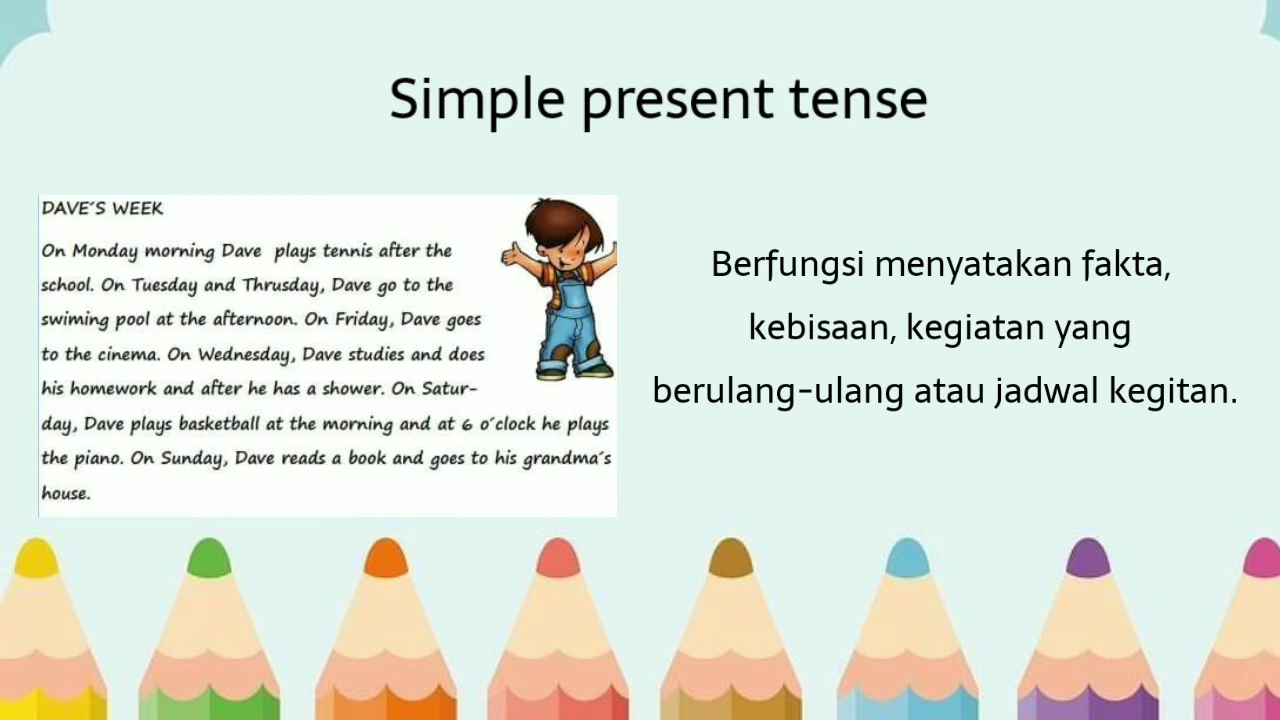 Simple present tense
DAVE´S WEEK
On Monday morning Dave plays tennis after the
school. On Tuesday and Thrusday, Dave go to the
swiming pool at the afternoon. On Friday, Dave goes
to the cinema. On Wednesday, Dave studies and does
his homework and after he has a shower. On Satur-
day, Dave plays basketball at the morning and at 6 o´clock he plays
the piano. On Sunday, Dave reads a book and goes to his grandma´s
house.
Berfungsi menyatakan fakta,
kebisaan, kegiatan yang
berulang-ulang atau jadwal kegitan.